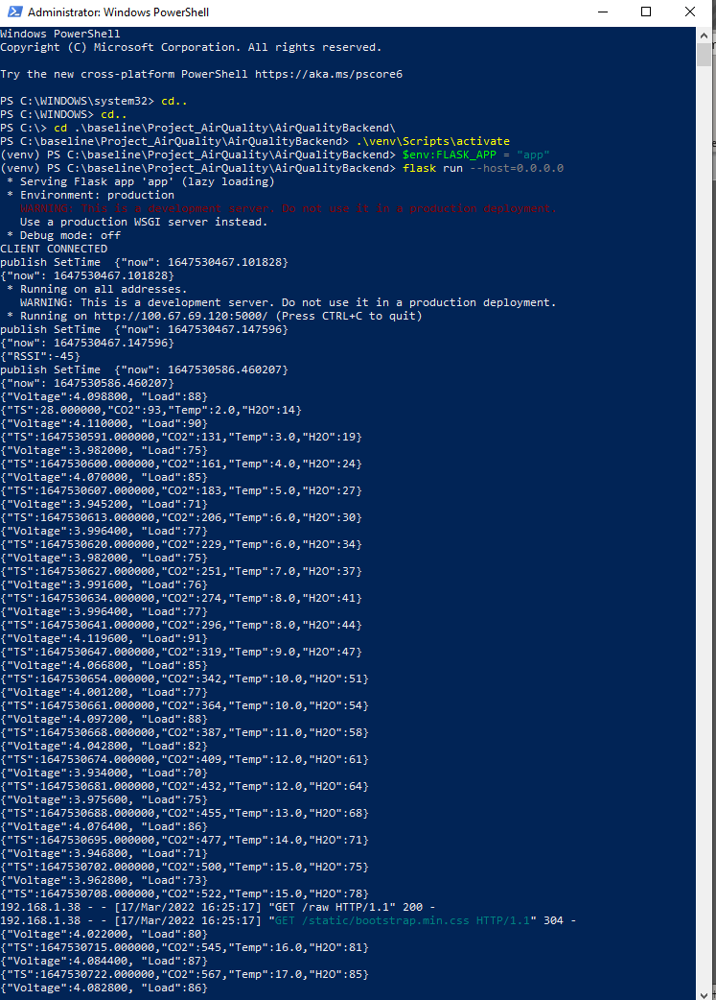 Administrator: Windows PowerShell
Windows PowerShell
Copyright (C) Microsoft Corporation. All rights reserved.
Try the new cross-platform PowerShell https://aka.ms/pscore6
PS C:\WINDOWS\system32> cd..
PS C:\WINDOWS> cd..
PS C:\> cd .\baseline\Project_AirQuality\AirQualityBackend\
PS C:\baseline\Project_AirQuality\AirQualityBackend> .\venv\Scripts\activate
(venv) PS C:\baseline\Project_AirQuality\AirQualityBackend> $env:FLASK_APP = "app"
(venv) PS C:\baseline\Project_AirQuality\AirQualityBackend> flask run --host=0.0.0.0
 * Serving Flask app 'app' (lazy loading)
 * Environment: production
   WARNING: This is a development server. Do not use it in a production deployment.
   Use a production WSGI server instead.
 * Debug mode: off
CLIENT CONNECTED
publish SetTime  {"now": 1647530467.101828}
{"now": 1647530467.101828}
 * Running on all addresses.
   WARNING: This is a development server. Do not use it in a production deployment.
 * Running on http://100.67.69.120:5000/ (Press CTRL+C to quit)
publish SetTime  {"now": 1647530467.147596}
{"now": 1647530467.147596}
{"RSSI":-45}
publish SetTime  {"now": 1647530586.460207}
{"now": 1647530586.460207}
{"Voltage":4.098800, "Load":88}
{"TS":28.000000,"CO2":93,"Temp":2.0,"H2O":14}
{"Voltage":4.110000, "Load":90}
{"TS":1647530591.000000,"CO2":131,"Temp":3.0,"H2O":19}
{"Voltage":3.982000, "Load":75}
{"TS":1647530600.000000,"CO2":161,"Temp":4.0,"H2O":24}
{"Voltage":4.070000, "Load":85}
{"TS":1647530607.000000,"CO2":183,"Temp":5.0,"H2O":27}
{"Voltage":3.945200, "Load":71}
{"TS":1647530613.000000,"CO2":206,"Temp":6.0,"H2O":30}
{"Voltage":3.996400, "Load":77}
{"TS":1647530620.000000,"CO2":229,"Temp":6.0,"H2O":34}
{"Voltage":3.982000, "Load":75}
{"TS":1647530627.000000,"CO2":251,"Temp":7.0,"H2O":37}
{"Voltage":3.991600, "Load":76}
{"TS":1647530634.000000,"CO2":274,"Temp":8.0,"H2O":41}
{"Voltage":3.996400, "Load":77}
{"TS":1647530641.000000,"CO2":296,"Temp":8.0,"H2O":44}
{"Voltage":4.119600, "Load":91}
{"TS":1647530647.000000,"CO2":319,"Temp":9.0,"H2O":47}
{"Voltage":4.066800, "Load":85}
{"TS":1647530654.000000,"CO2":342,"Temp":10.0,"H2O":51}
{"Voltage":4.001200, "Load":77}
{"TS":1647530661.000000,"CO2":364,"Temp":10.0,"H2O":54}
{"Voltage":4.097200, "Load":88}
{"TS":1647530668.000000,"CO2":387,"Temp":11.0,"H2O":58}
{"Voltage":4.042800, "Load":82}
{"TS":1647530674.000000,"CO2":409,"Temp":12.0,"H2O":61}
{"Voltage":3.934000, "Load":70}
{"TS":1647530681.000000,"CO2":432,"Temp":12.0,"H2O":64}
{"Voltage":3.975600, "Load":75}
{"TS":1647530688.000000,"CO2":455,"Temp":13.0,"H2O":68}
{"Voltage":4.076400, "Load":86}
{"TS":1647530695.000000,"CO2":477,"Temp":14.0,"H2O":71}
{"Voltage":3.946800, "Load":71}
{"TS":1647530702.000000,"CO2":500,"Temp":15.0,"H2O":75}
{"Voltage":3.962800, "Load":73}
{"TS":1647530708.000000,"CO2":522,"Temp":15.0,"H2O":78}
192.168.1.38 - - [17/Mar/2022 16:25:17] "GET /raw HTTP/1.1" 200 -
192.168.1.38 - - [17/Mar/2022 16:25:17] "GET /static/bootstrap.min.css HTTP/1.1" 304 -
{"Voltage":4.022000, "Load":80}
{"TS":1647530715.000000,"CO2":545,"Temp":16.0,"H2O":81}
{"Voltage":4.084400, "Load":87}
{"TS":1647530722.000000,"CO2":567,"Temp":17.0,"H2O":85}
{"Voltage":4.082800, "Load":86}